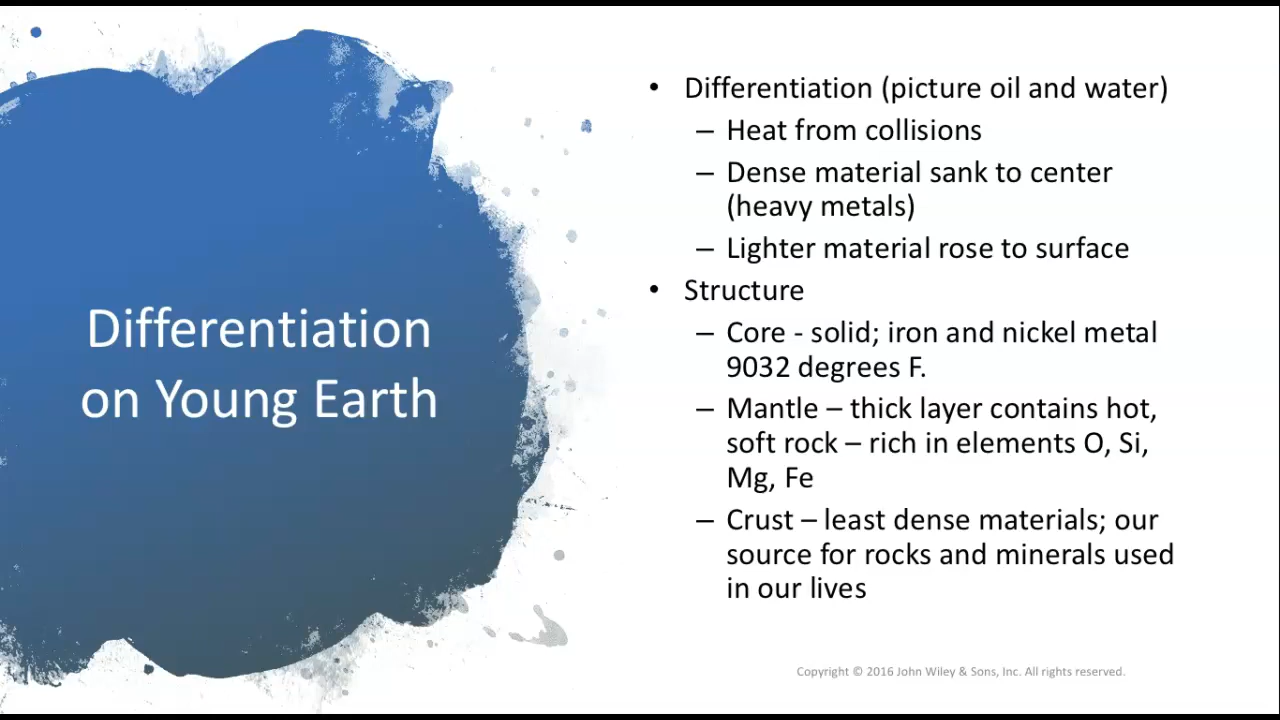 Differentiation
on Young Earth
• Differentiation (picture oil and water)
– Heat from collisions
– Dense material sank to center
(heavy metals)
– Lighter material rose to surface
• Structure
– Core - solid; iron and nickel metal
9032 degrees F.
– Mantle – thick layer contains hot,
soft rock – rich in elements O, Si,
Mg, Fe
– Crust – least dense materials; our
source for rocks and minerals used
in our lives
Copyright © 2016 John Wiley & Sons, Inc. All rights reserved.